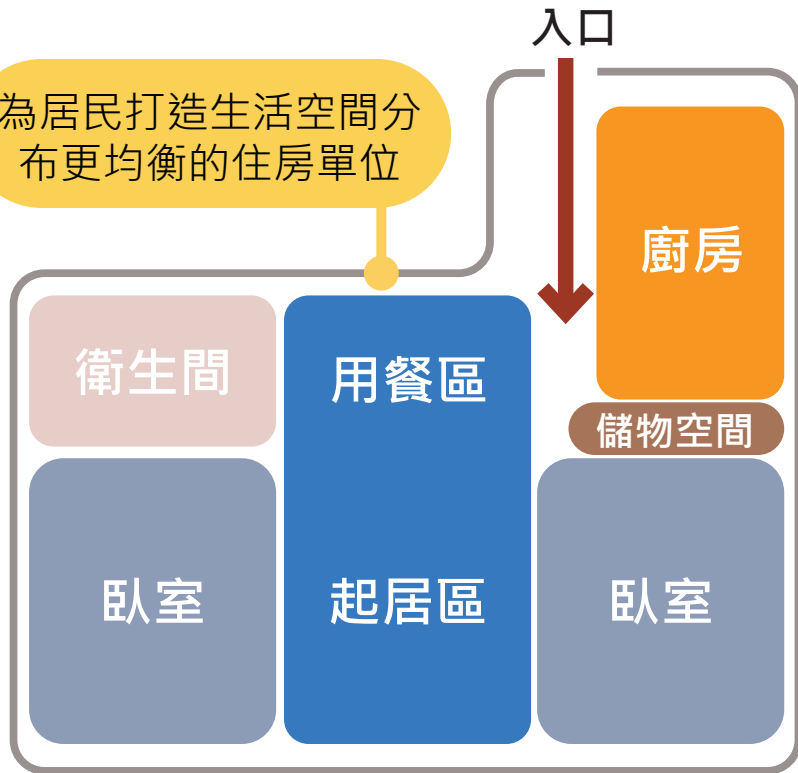 入口
為居民打造生活空間分
布更均衡的住房單位
廚房
衛生間
用餐區
儲物空間
臥室
起居區
臥室